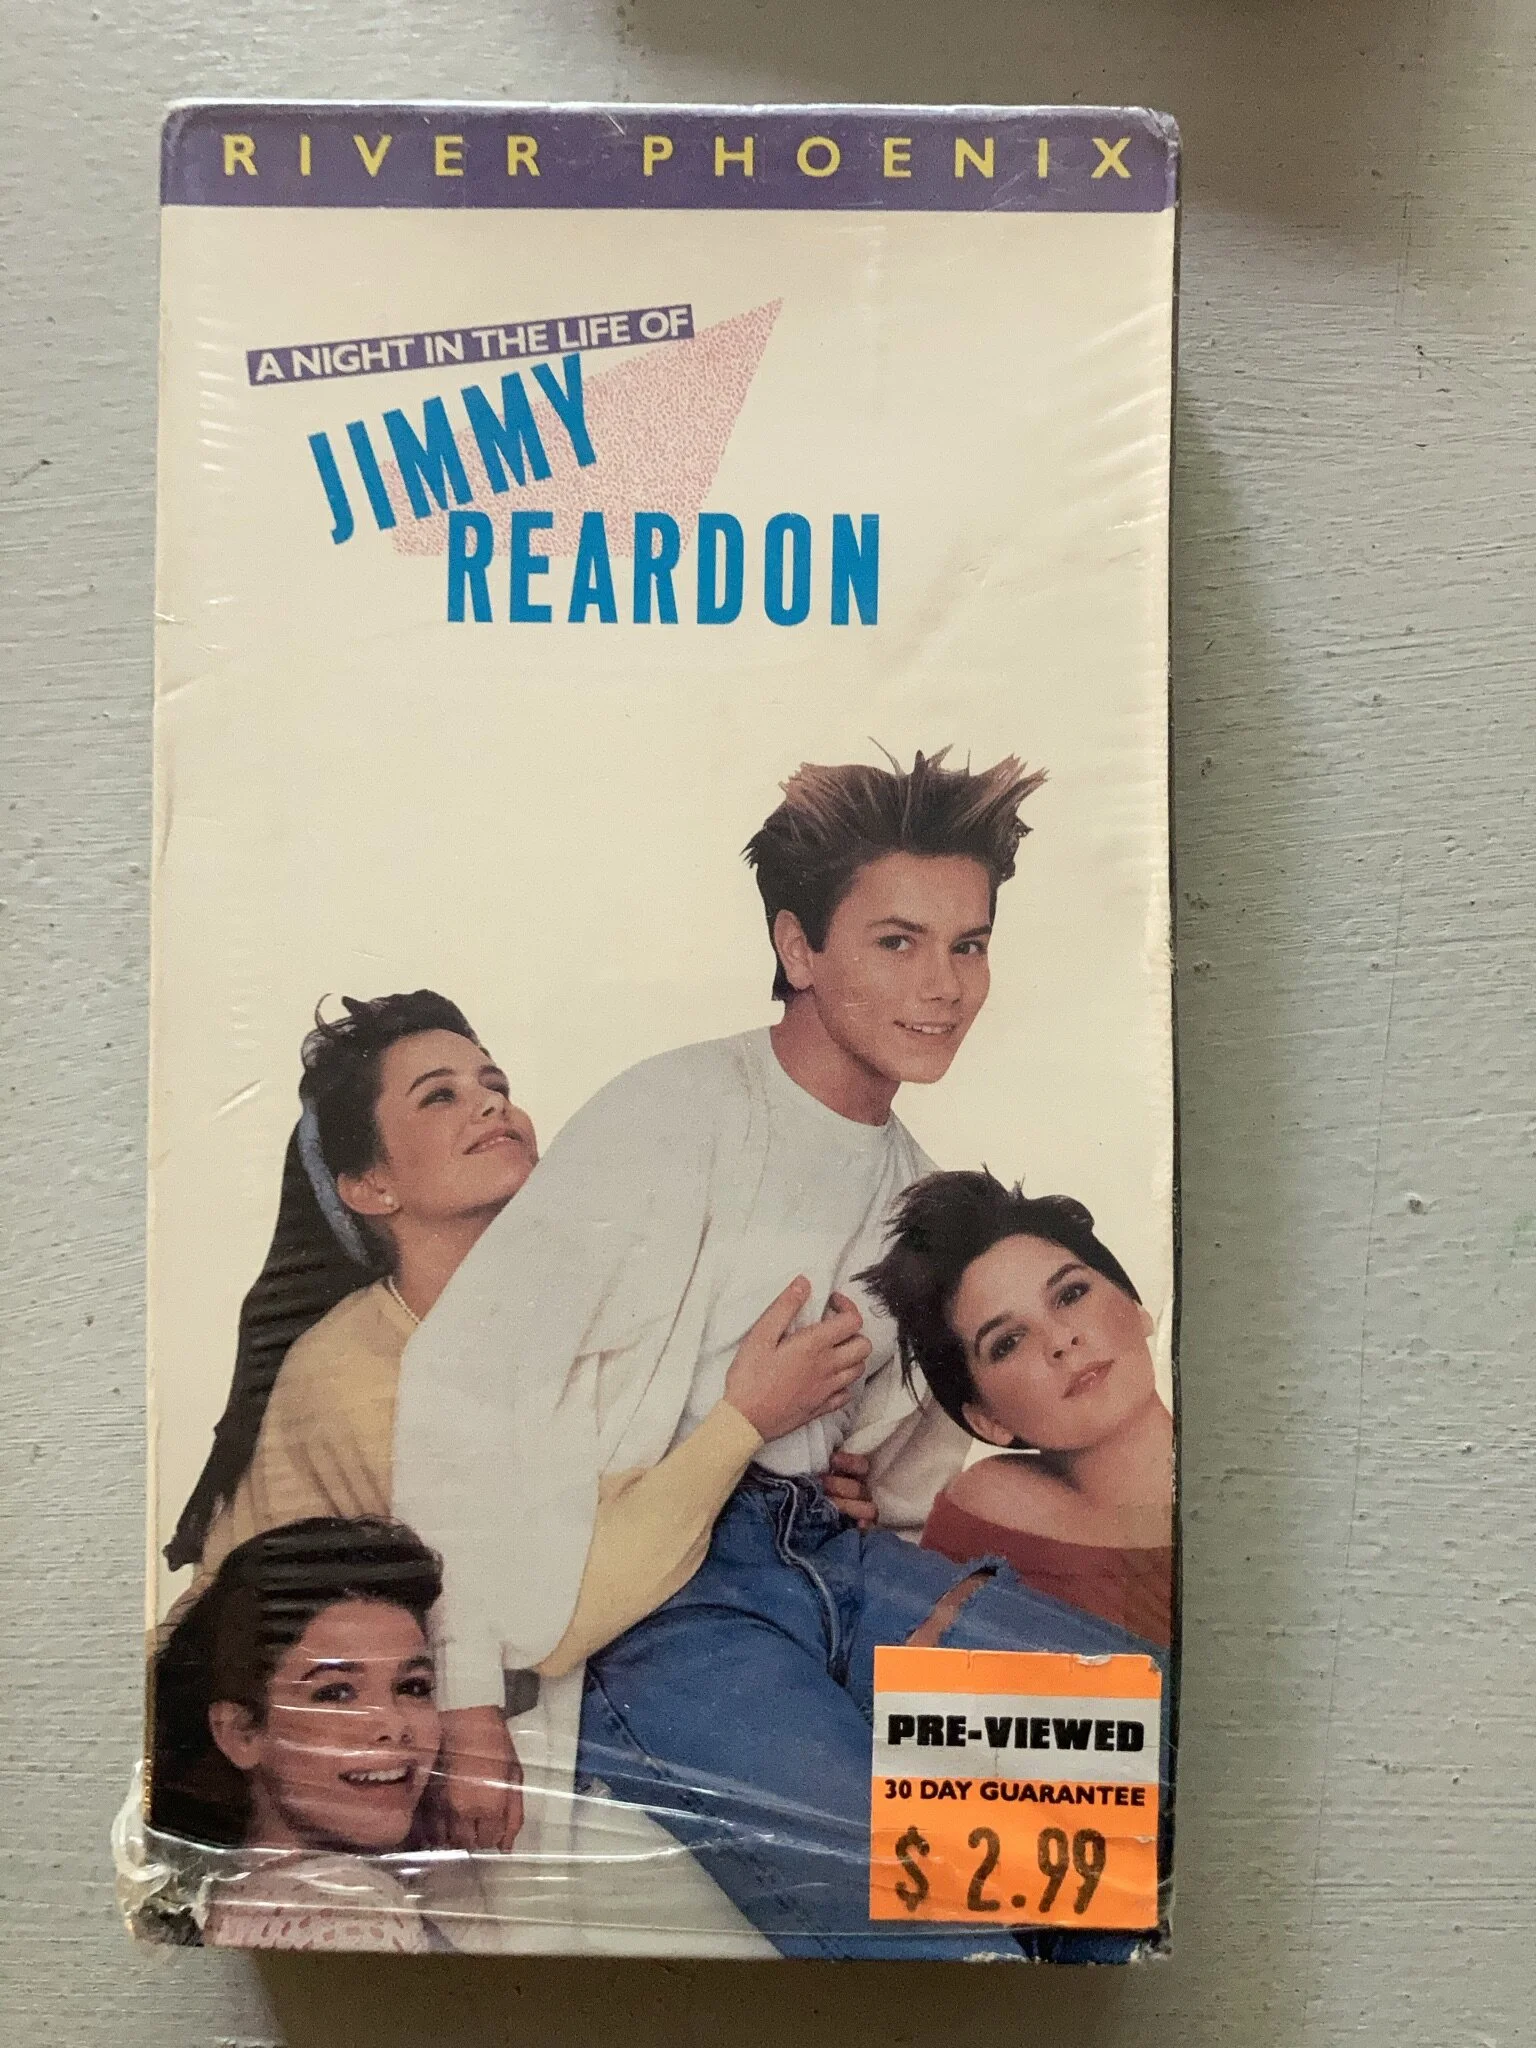 RIVER PHOENIX
A NIGHT IN THE LIFE OF
JIMMY
REARDON
PRE-VIEWED
30 DAY GUARANTEE
$ 2.99